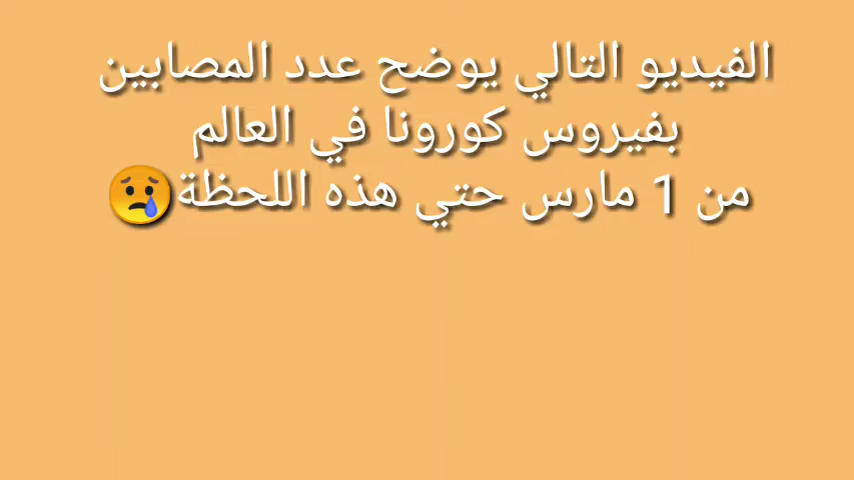 الفيديو التالي يوضح عدد المصابين
بفيروس كورونا في العالم
من 1 مارس حتي هذه اللحظة😢